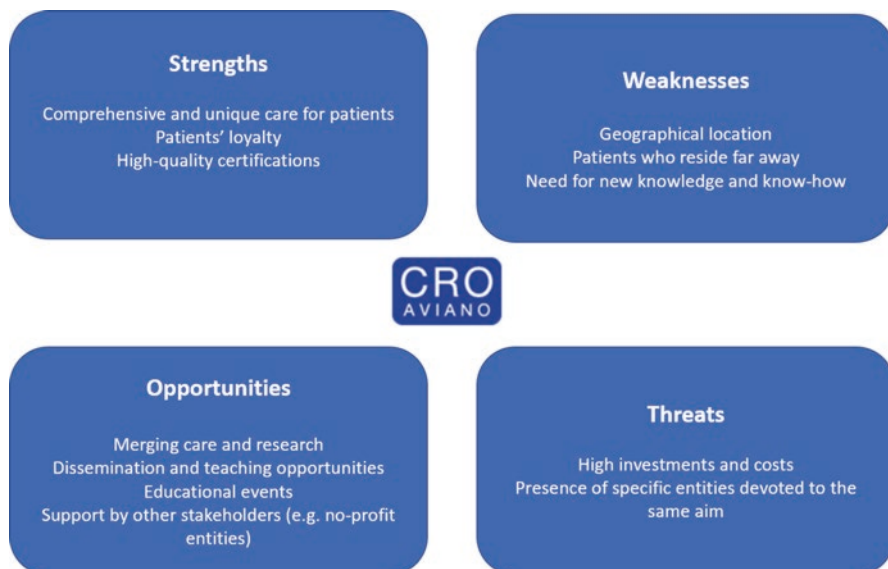 Strengths
Comprehensive and unique care for patients
Patients’ loyalty
High-quality certifications
Weaknesses
Geographical location
Patients who reside far away
Need for new knowledge and know-how
CRO
AVIANO
Opportunities
Merging care and research
Dissemination and teaching opportunities
Educational events
Support by other stakeholders (e.g. no-profit
entities)
Threats
High investments and costs
Presence of specific entities devoted to the
same aim